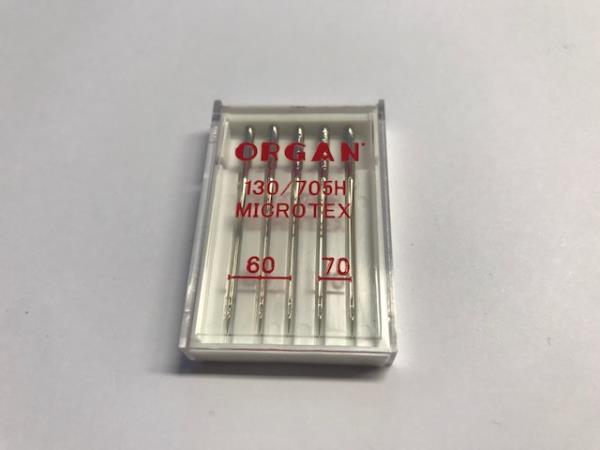 ORGAN
130/705H
MICROTEX
60 70